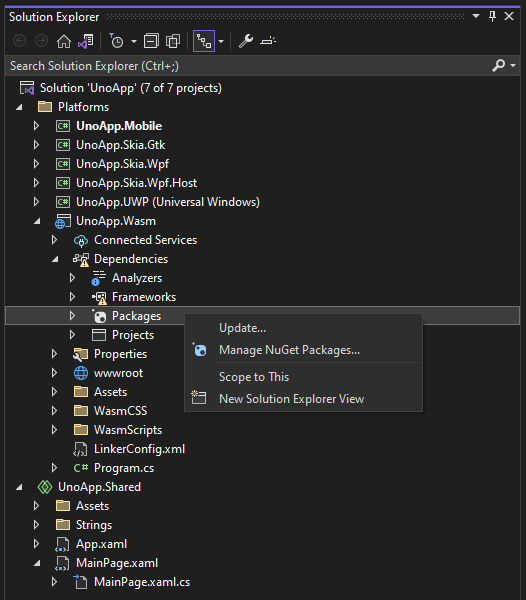 Solution Explorer
Search Solution Explorer (Ctrl+;)
Solution 'UnoApp' (7 of 7 projects)
Platforms
C# UnoApp.Mobile
C# UnoApp.Skia.Gtk
C# UnoApp.Skia.Wpf
C# UnoApp.Skia.Wpf.Host
C# UnoApp.UWP (Universal Windows)
UnoApp.Wasm
Connected Services
Dependencies
Analyzers
Frameworks
Packages
Update...
Projects
Manage NuGet Packages...
Properties
wwwroot
Scope to This
Assets
New Solution Explorer View
WasmCSS
WasmScripts
LinkerConfig.xml
C# Program.cs
UnoApp.Shared
Assets
Strings
App.xaml
MainPage.xaml
MainPage.xaml.cs